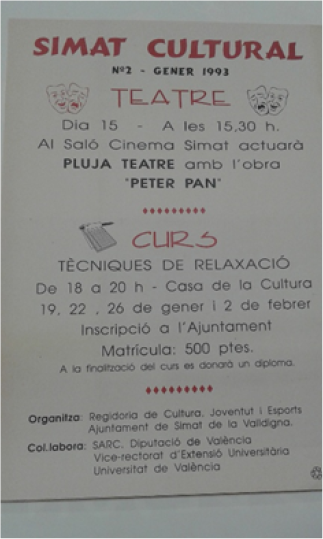 SIMAT CULTURAL
Nº2 - GENER 1993
TEATRE
Dia 15 - A les 15,30 h.
Al Saló Cinema Simat actuarà
PLUJA TEATRE amb l'obra
"PETER PAN"
CURS
TÈCNIQUES DE RELAXACIÓ
De 18 a 20 h - Casa de la Cultura
19, 22 , 26 de gener i 2 de febrer
Inscripció a l'Ajuntament
Matrícula: 500 ptes.
A la finalització del curs es donarà un diploma.
Organitza: Regidoria de Cultura, Joventut i Esports
Ajuntament de Simat de la Valldigna.
Col.labora: SARC. Diputació de València
Vice-rectorat d'Extensió Universitària
Universitat de València